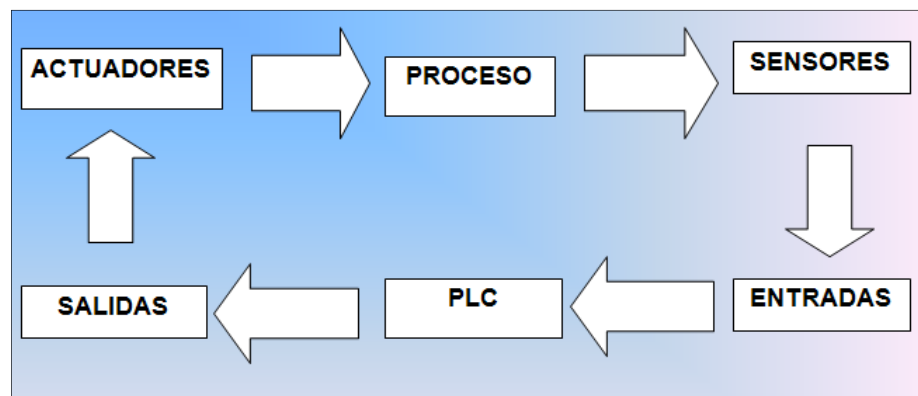 ACTUADORES
PROCESO
SENSORES
SALIDAS
PLC
ENTRADAS